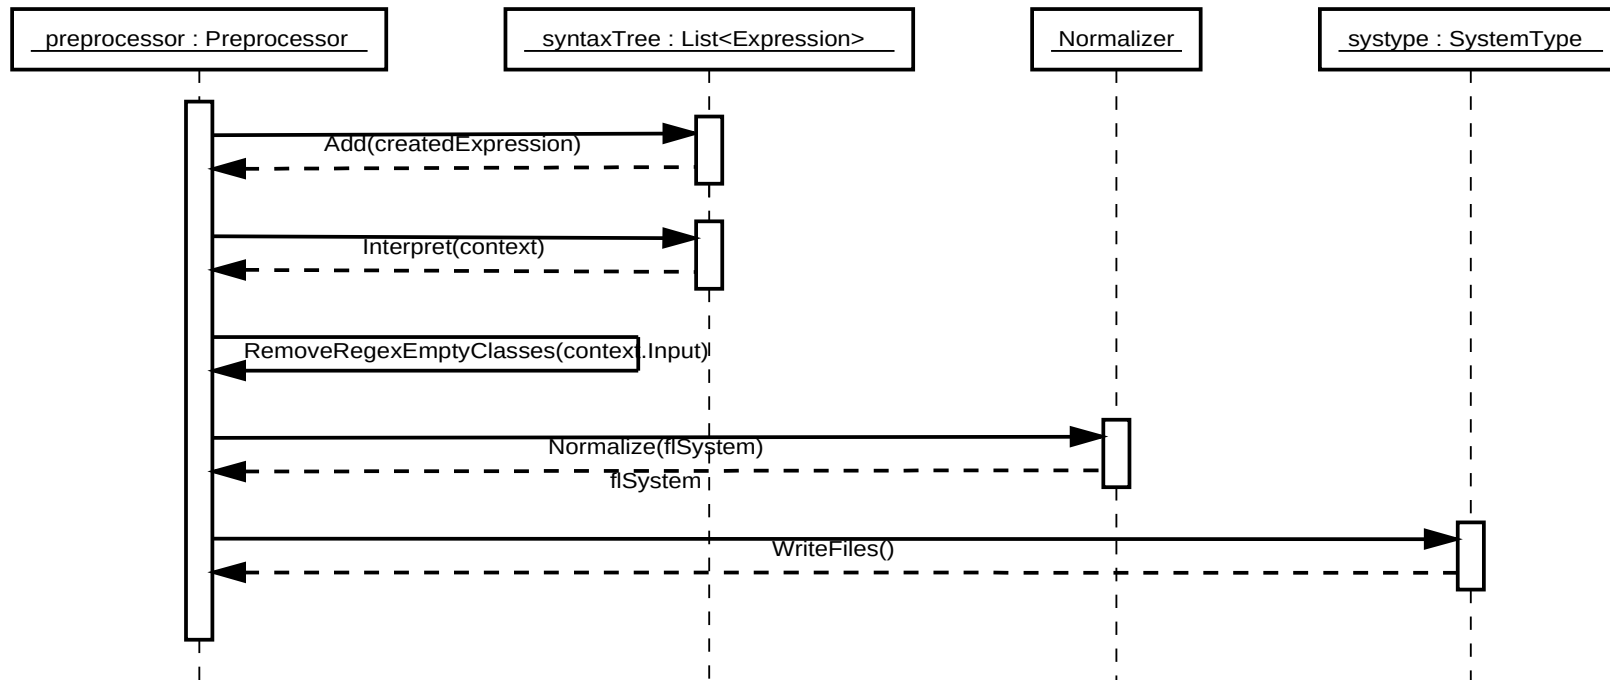 preprocessor : Preprocessor
syntaxTree : List<Expression>
Normalizer
systype : SystemType
Add(createdExpression)
Interpret(context)
RemoveRegexEmptyClasses(context.Input)
Normalize(flSystem)
flSystem
WriteFiles()